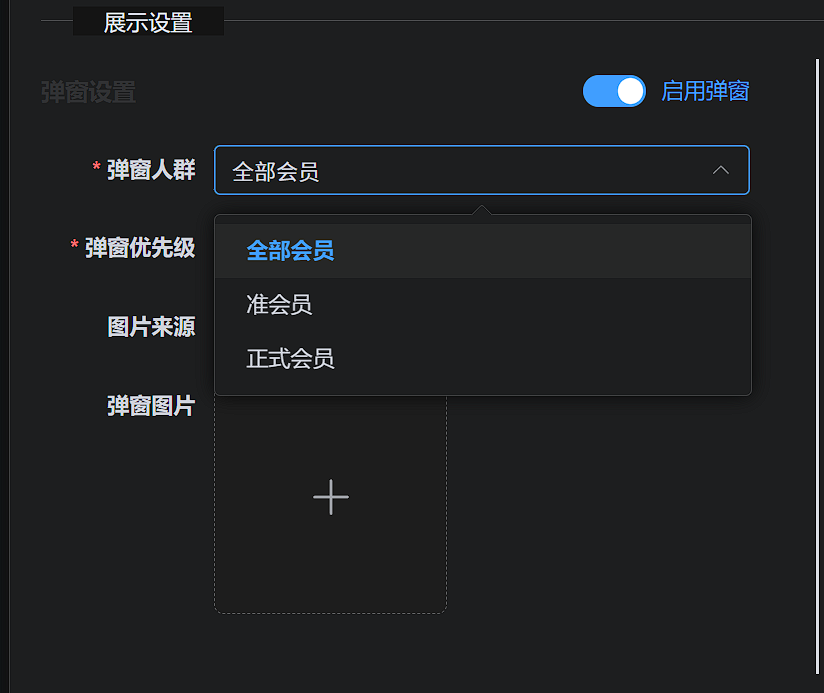 展示设置
弹窗设置
启用弹窗
* 弹窗人群
全部会员
* 弹窗优先级
全部会员
准会员
图片来源
正式会员
弹窗图片